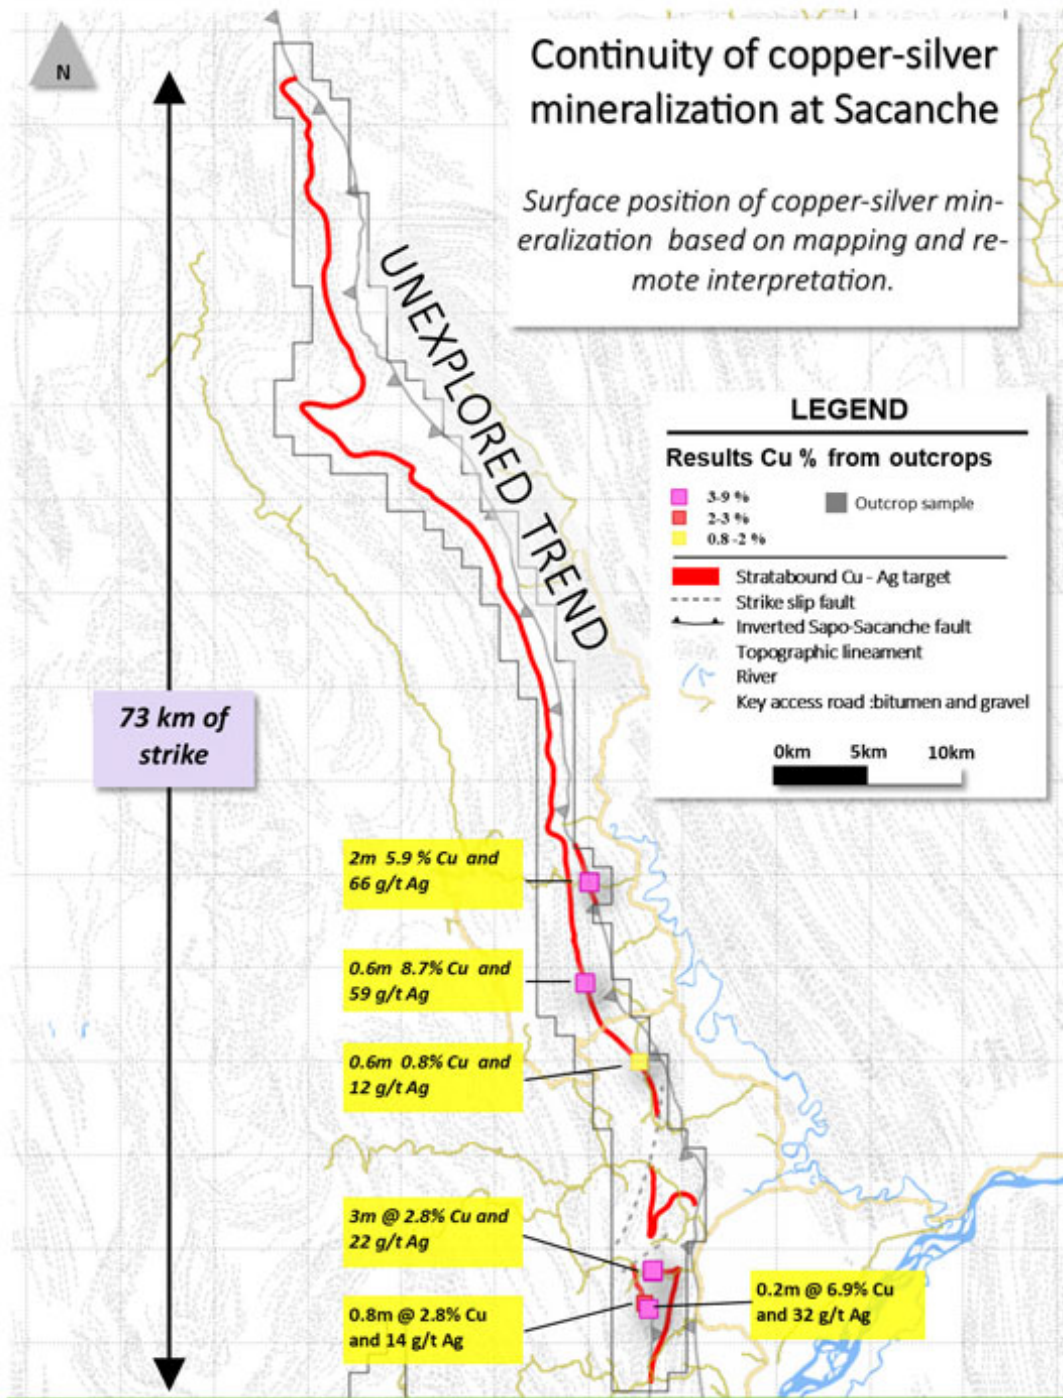 N
Continuity of copper-silver
mineralization at Sacanche
Surface position of copper-silver min-
eralization based on mapping and re-
mote interpretation.
UNEXPLORED TREND
LEGEND
Results Cu % from outcrops
3-9 %
Outcrop sample
2-3 %
0.8 -2 %
Stratabound Cu - Ag target
Strike slip fault
Inverted Sapo-Sacanche fault
Topographic lineament
River
Key access road :bitumen and gravel
0km 5km 10km
73 km of
strike
2m 5.9 % Cu and
66 g/t Ag
0.6m 8.7% Cu and
59 g/t Ag
0.6m 0.8% Cu and
12 g/t Ag
3m @ 2.8% Cu and
22 g/t Ag
0.2m @ 6.9% Cu
and 32 g/t Ag
0.8m @ 2.8% Cu
and 14 g/t Ag